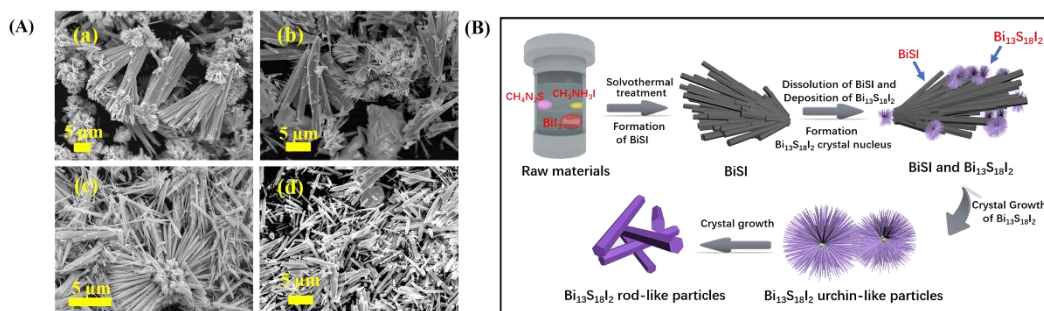 (A)
(a)
5 µm
(b)
5 µm
(c)
5 µm
(d)
5 µm
(B)
CH₄N₂S
CH₃NH₃I
BiI₃
Raw materials
Solvothermal
treatment
Formation
of BiSI
BiSI
Dissolution of BiSI and
Deposition of Bi₁₃S₁₈I₂
Formation
Bi₁₃S₁₈I₂ crystal nucleus
BiSI
Bi₁₃S₁₈I₂
BiSI and Bi₁₃S₁₈I₂
Crystal Growth
of Bi₁₃S₁₈I₂
Crystal growth
Bi₁₃S₁₈I₂ rod-like particles
Bi₁₃S₁₈I₂ urchin-like particles